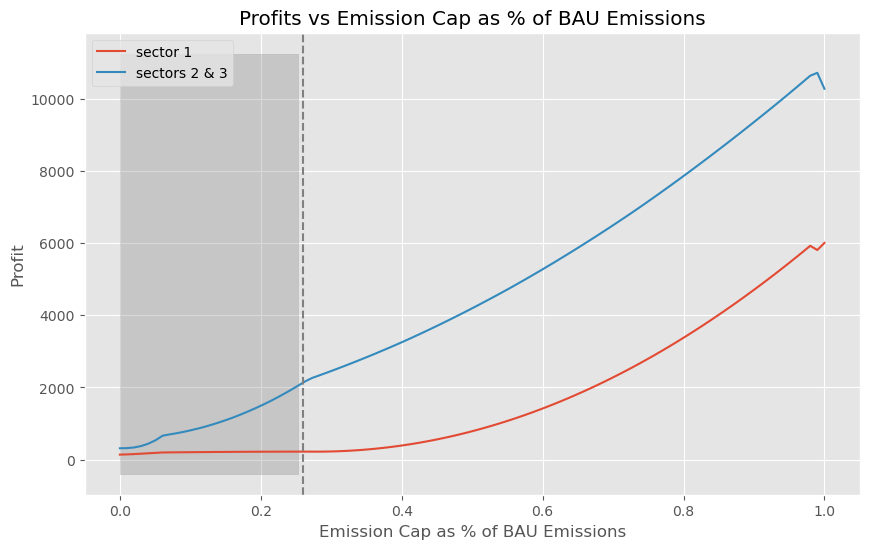 Profits vs Emission Cap as % of BAU Emissions
sector 1
sectors 2 & 3
10000
8000
6000
4000
2000
0
Profit
0.0
0.2
0.4
0.6
0.8
1.0
Emission Cap as % of BAU Emissions